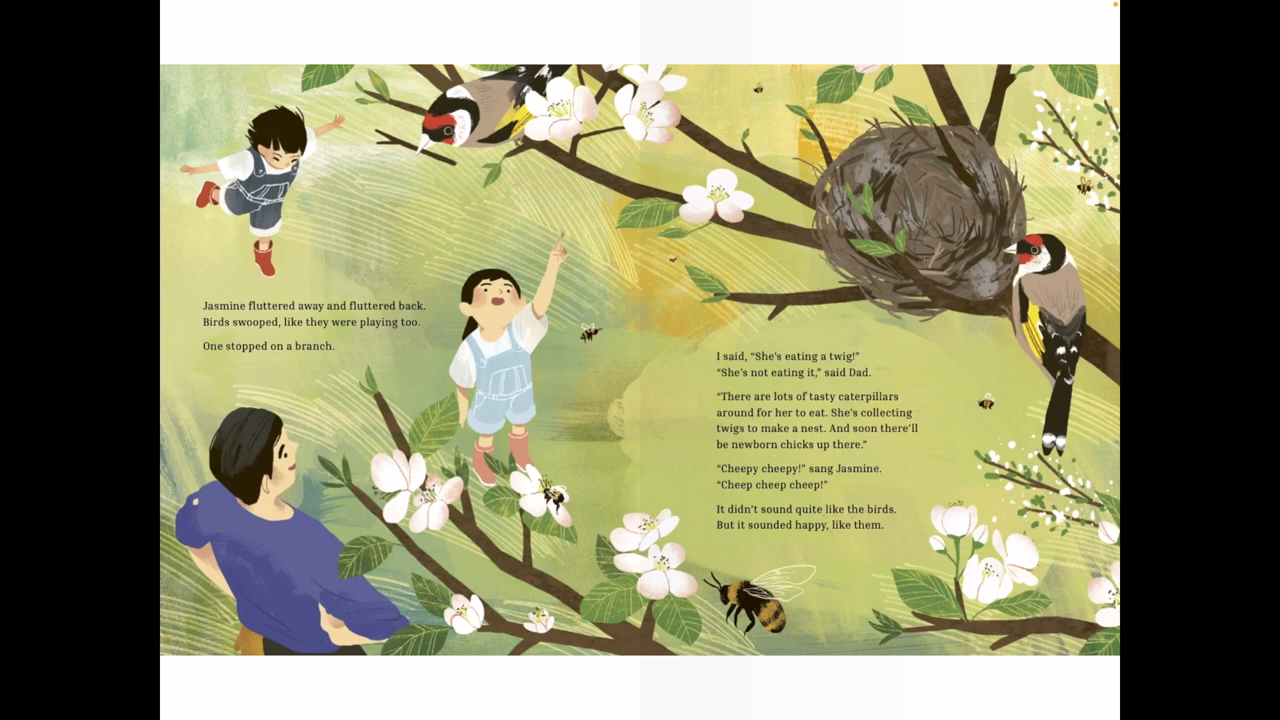 Jasmine fluttered away and fluttered back.
Birds swooped, like they were playing too.
One stopped on a branch.
I said, “She’s eating a twig!”
“She’s not eating it,” said Dad.
“There are lots of tasty caterpillars
around for her to eat. She’s collecting
twigs to make a nest. And soon there’ll
be newborn chicks up there.”
“Cheepy cheepy!” sang Jasmine.
“Cheep cheep cheep!”
It didn’t sound quite like the birds.
But it sounded happy, like them.